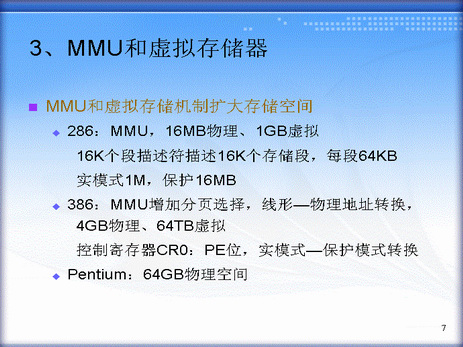 3、MMU和虚拟存储器
MMU和虚拟存储机制扩大存储空间
286：MMU，16MB物理、1GB虚拟
16K个段描述符描述16K个存储段，每段64KB
实模式1M，保护16MB
386：MMU增加分页选择，线形—物理地址转换，
4GB物理、64TB虚拟
控制寄存器CR0：PE位，实模式—保护模式转换
Pentium：64GB物理空间
7